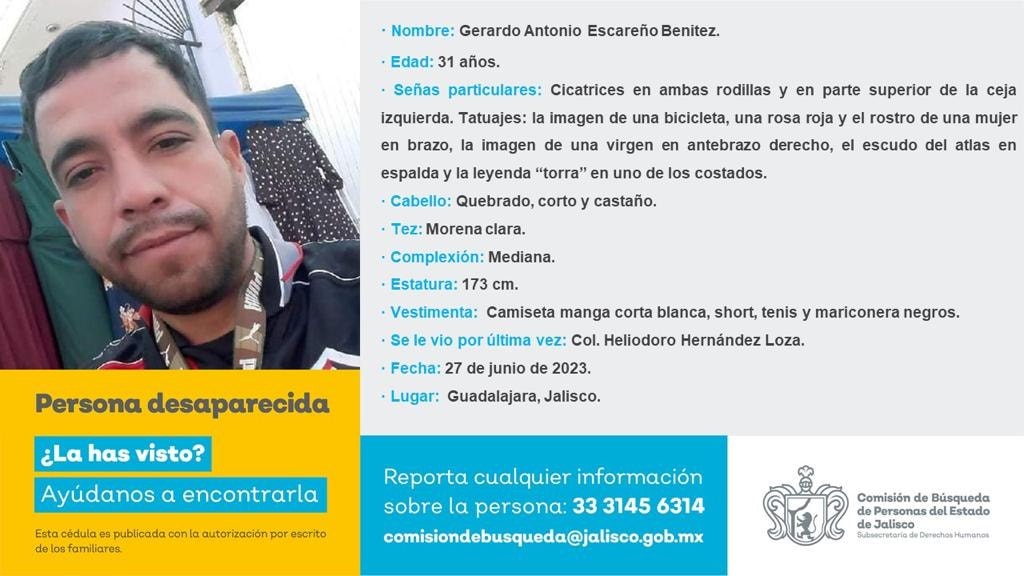 · Nombre: Gerardo Antonio Escareño Benitez.
· Edad: 31 años.
· Señas particulares: Cicatrices en ambas rodillas y en parte superior de la ceja
izquierda. Tatuajes: la imagen de una bicicleta, una rosa roja y el rostro de una mujer
en brazo, la imagen de una virgen en antebrazo derecho, el escudo del atlas en
espalda y la leyenda “torra” en uno de los costados.
· Cabello: Quebrado, corto y castaño.
· Tez: Morena clara.
· Complexión: Mediana.
· Estatura: 173 cm.
· Vestimenta: Camiseta manga corta blanca, short, tenis y mariconera negros.
· Se le vio por última vez: Col. Heliodoro Hernández Loza.
· Fecha: 27 de junio de 2023.
· Lugar: Guadalajara, Jalisco.
Persona desaparecida
¿La has visto?
Ayúdanos a encontrarla
Esta cédula es publicada con la autorización por escrito
de los familiares.
Reporta cualquier información
sobre la persona: 33 3145 6314
comisiondebusqueda@jalisco.gob.mx
Comisión de Búsqueda
de Personas del Estado
de Jalisco
Subsecretaría de Derechos Humanos